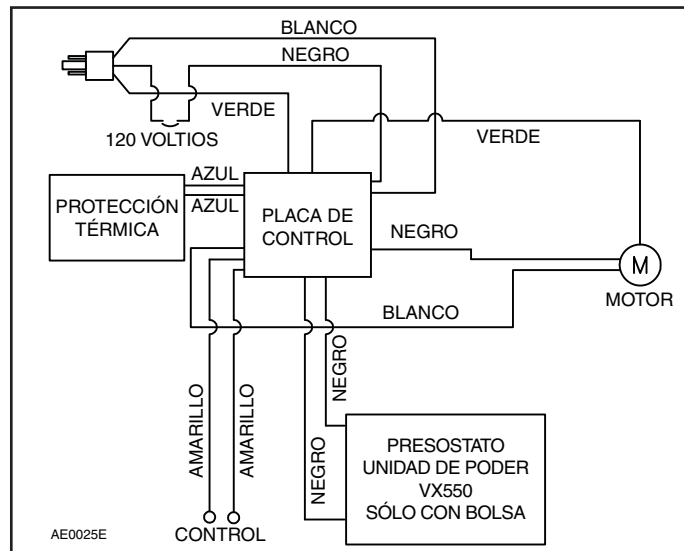 BLANCO
NEGRO
VERDE
120 VOLTIOS
VERDE
AZUL
AZUL
PROTECCIÓN
TÉRMICA
PLACA DE
CONTROL
NEGRO
M
MOTOR
BLANCO
AMARILLO
AMARILLO
NEGRO
NEGRO
PRESOSTATO
UNIDAD DE PODER
VX550
SÓLO CON BOLSA
AE0025E
CONTROL